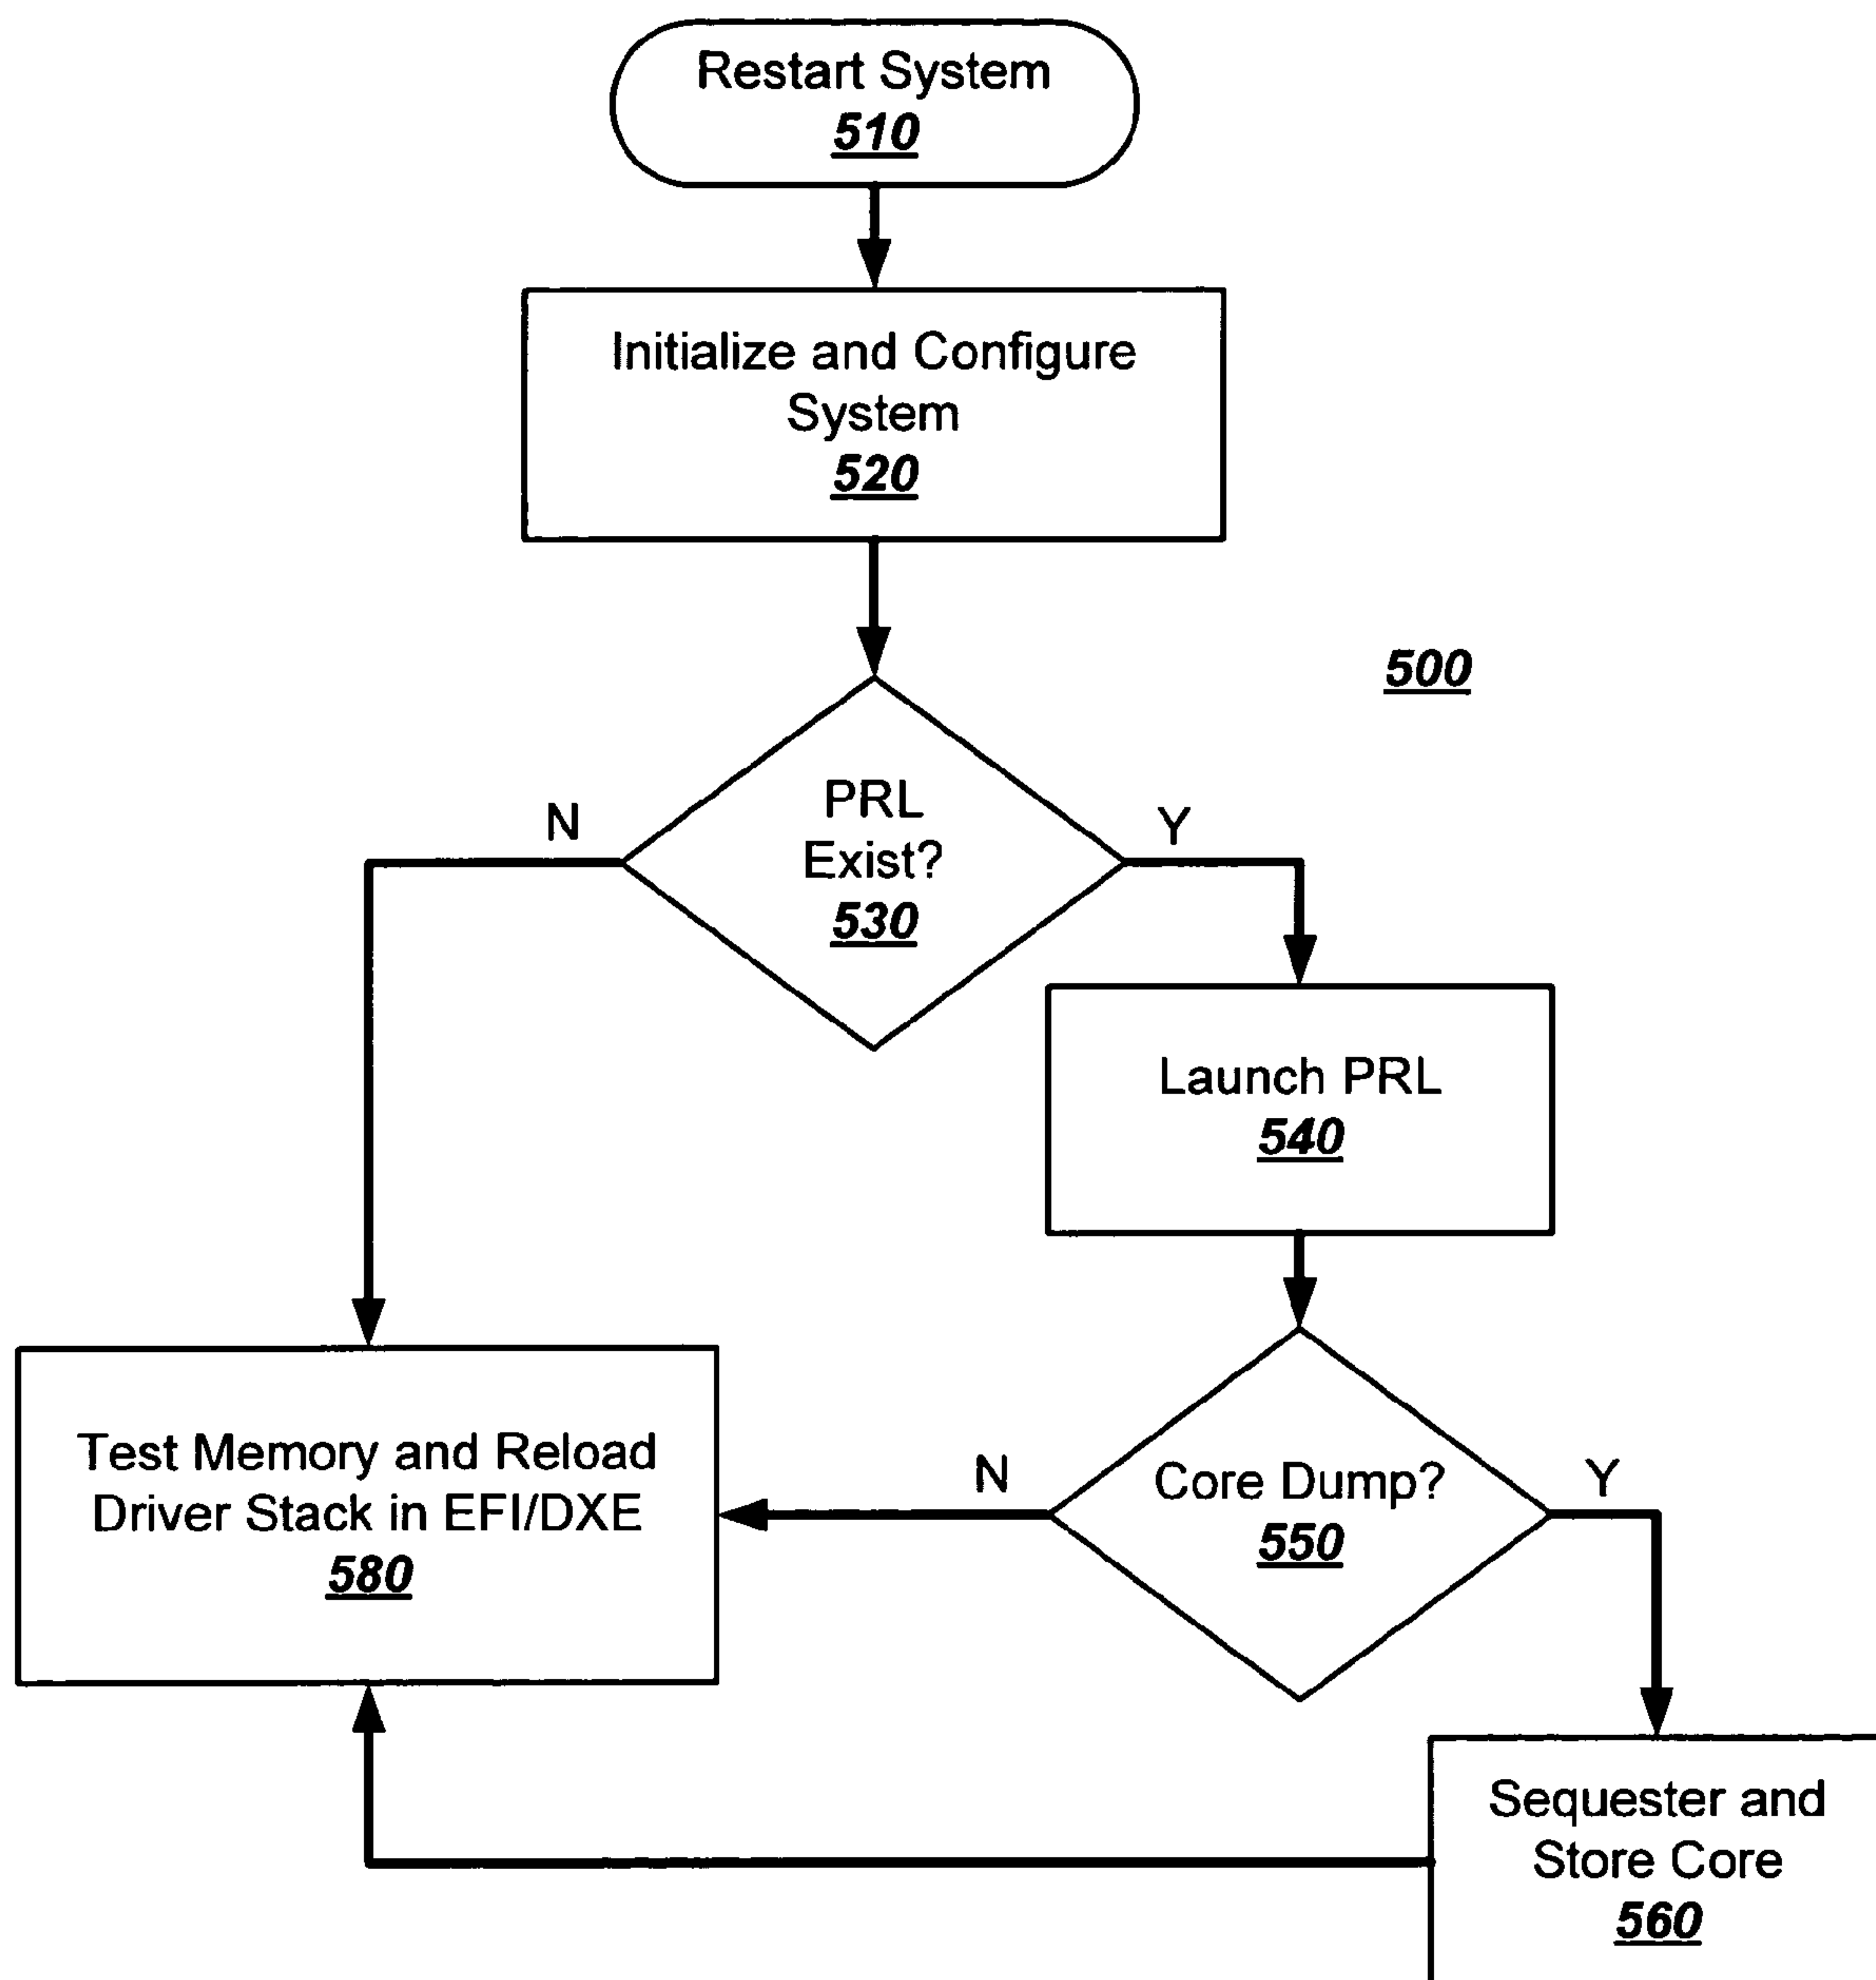 Restart System
510
Initialize and Configure
System
520
500
PRL
Exist?
530
N
Y
Launch PRL
540
Test Memory and Reload
Driver Stack in EFI/DXE
580
N
Core Dump?
550
Y
Sequester and
Store Core
560